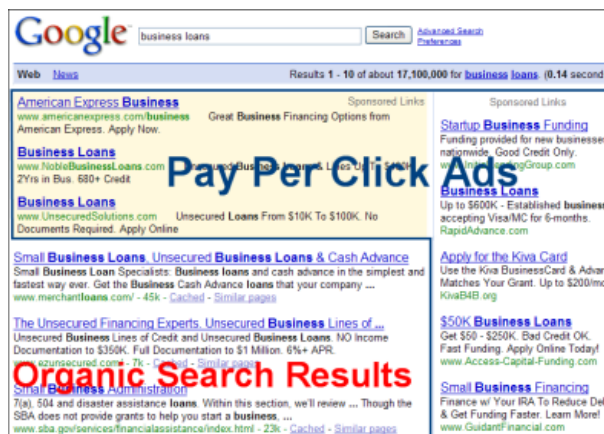 Google
business loans
Search
Advanced Search
Preferences
Web News
Results 1 - 10 of about 17,100,000 for business loans. (0.14 second
American Express Business
Sponsored Links
www.americanexpress.com/business Great Business Financing Options from
American Express. Apply Now.
Business Loans
www.NobleBusinessLoans.com
2Yrs in Bus. 680+ Credit
Business Loans
www.UnsecuredSolutions.com Unsecured Loans From $10K To $100K. No
Documents Required. Apply Online
Pay Per Click Ads
Small Business Loans, Unsecured Business Loans & Cash Advance
Small Business Loan Specialists: Business loans and cash advance in the simplest and
fastest way ever. Get the Business Cash Advance loans that your company ...
www.merchantloans.com/ - 45k - Cached - Similar pages
The Unsecured Financing Experts. Unsecured Business Lines of ...
Unsecured Business Lines of Credit and Unsecured Business Loans. NO Income
Documentation to $350K. Full Documentation to $1 Million. 6%+ APR.
www.ezunsecured.com/ - 7k - Cached - Similar pages
Organic Search Results
Small Business Administration
7(a), 504 and disaster assistance loans. Within this section, we'll review ... Though the
SBA does not provide grants to help you start a business, ...
www.sba.gov/services/financialassistance/index.html - 23k - Cached - Similar pages
Sponsored Links
Startup Business Funding
Funding provided for new businesse
nationwide. Good Credit Only.
Business Loans
Up to $600K - Established busines
accepting Visa/MC for 6-months.
RapidAdvance.com
Apply for the Kiva Card
Use the Kiva BusinessCard & Advan
Matches Your Grant. Up to $200/mo
KivaB4B.org
$50K Business Loans
Get $50 - $250K. Bad Credit OK.
Fast Funding. Apply Online Today!
www.Access-Capital-Funding.com
Small Business Financing
Finance w/ Your IRA To Reduce Del
& Get Funding Faster. Learn More!
www.GuidantFinancial.com